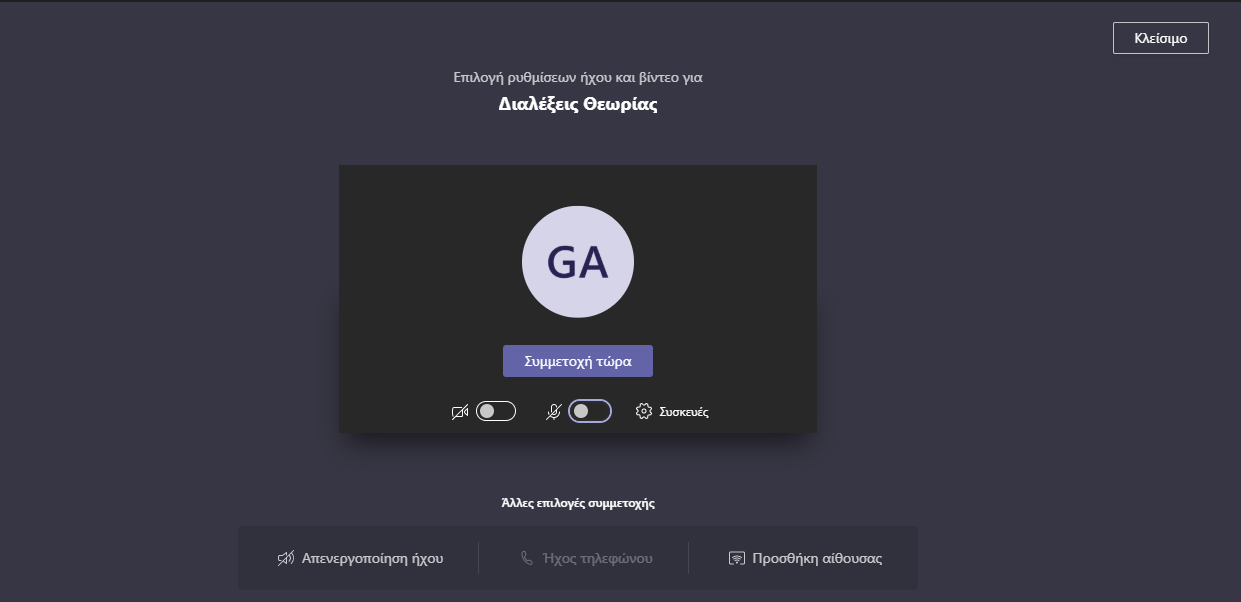 Κλείσιμο
Επιλογή ρυθμίσεων ήχου και βίντεο για
Διαλέξεις Θεωρίας
GA
Συμμετοχή τώρα
Συσκευές
Άλλες επιλογές συμμετοχής
Απενεργοποίηση ήχου
Ήχος τηλεφώνου
Προσθήκη αίθουσας